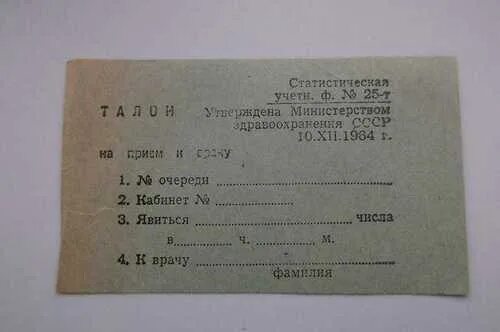 Статистическая
учетн. ф. № 25-т
ТАЛОН Утверждена Министерством
здравоохранения СССР
10.XII.1984 г.
на прием к врачу
1. № очереди
2. Кабинет №
3. Явиться числа
в ч. м.
4. К врачу
фамилия